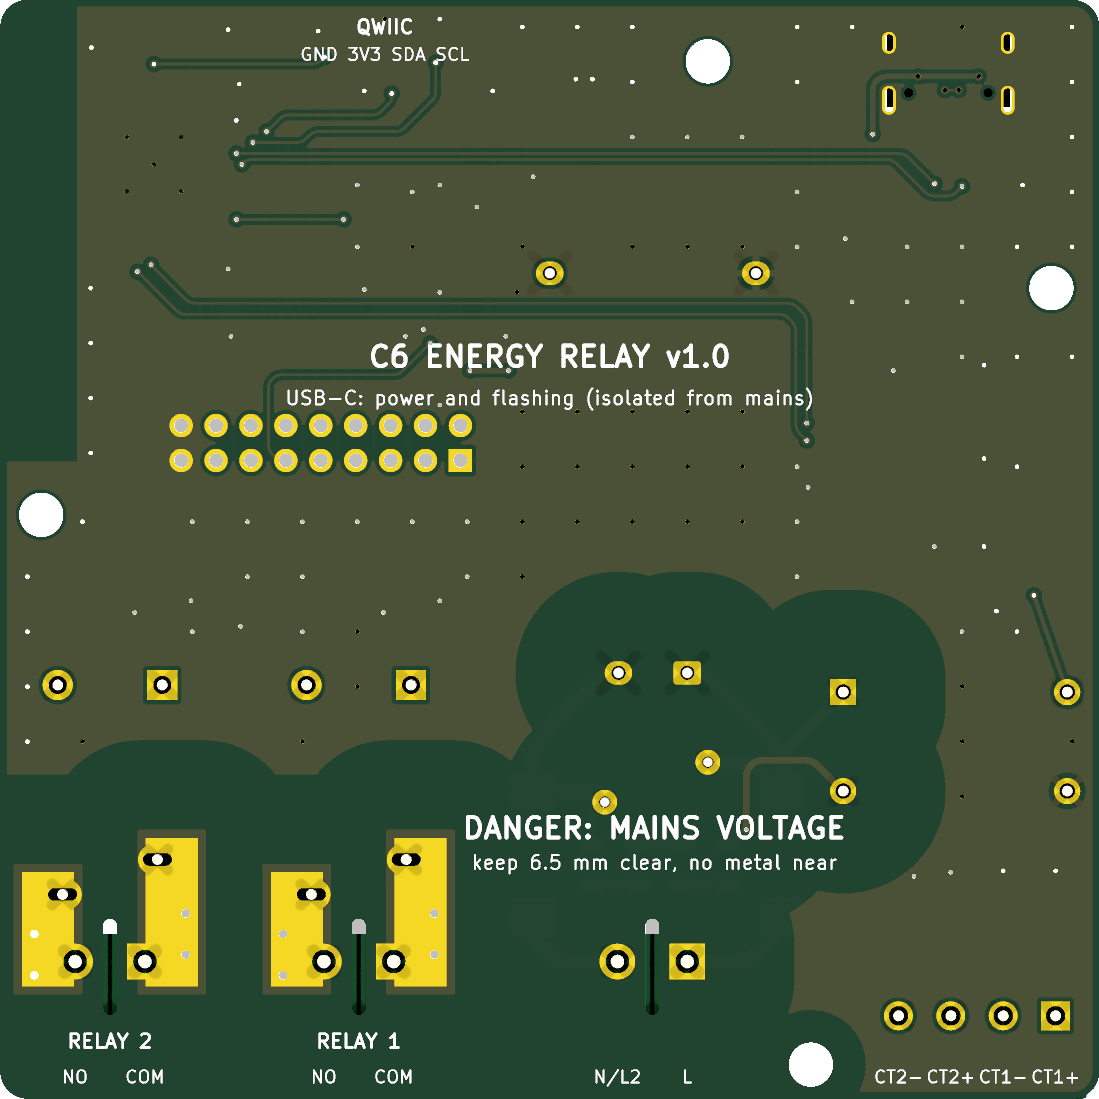 QWIIC
GND 3V3 SDA SCL
C6 ENERGY RELAY v1.0
USB-C: power and flashing (isolated from mains)
DANGER: MAINS VOLTAGE
keep 6.5 mm clear, no metal near
RELAY 2 RELAY 1
NO COM NO COM N/L2 L CT2- CT2+ CT1- CT1+